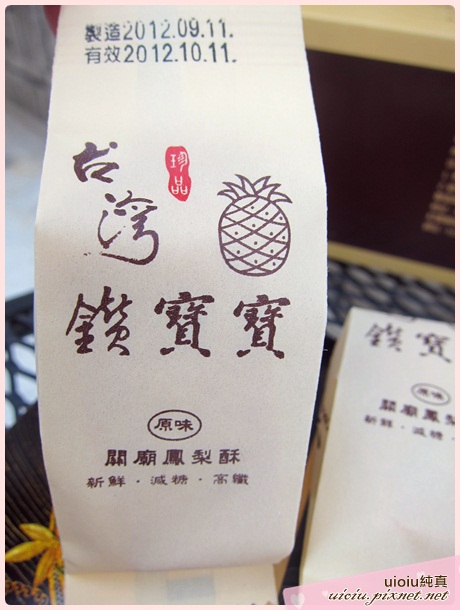 製造2012.09.11.
有效2012.10.11.
台灣
珍品
鑽寶寶
原味
關廟鳳梨酥
新鮮．減糖．高纖
鑽寶
原味
關廟鳳梨
新鮮．減糖．
uioiu純真
uioiu.pixnet.net